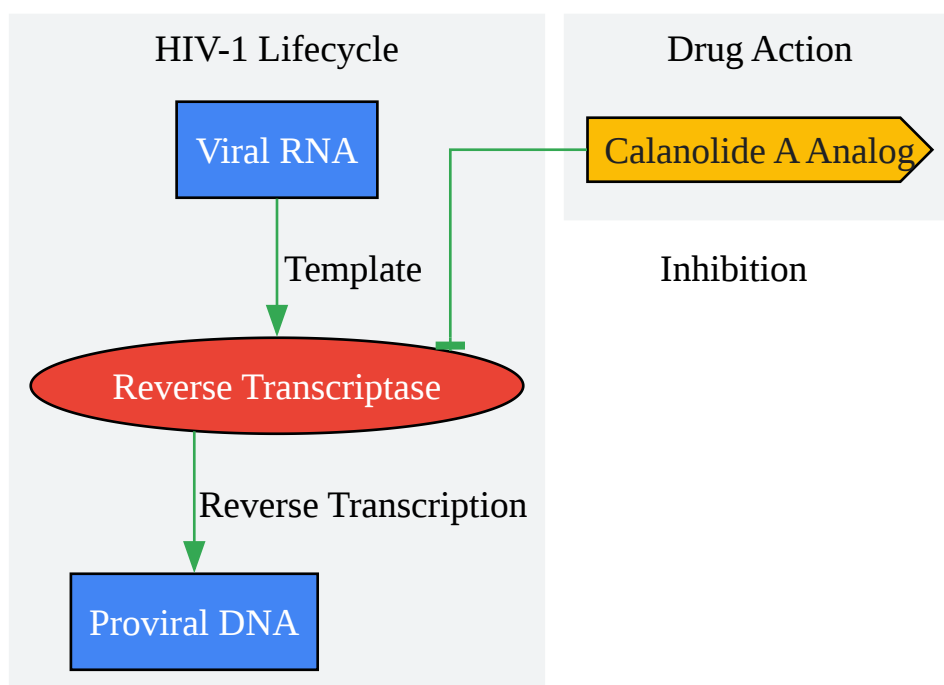 HIV-1 Lifecycle
Viral RNA
Template
Reverse Transcriptase
Reverse Transcription
Proviral DNA
Drug Action
Calanolide A Analog
Inhibition